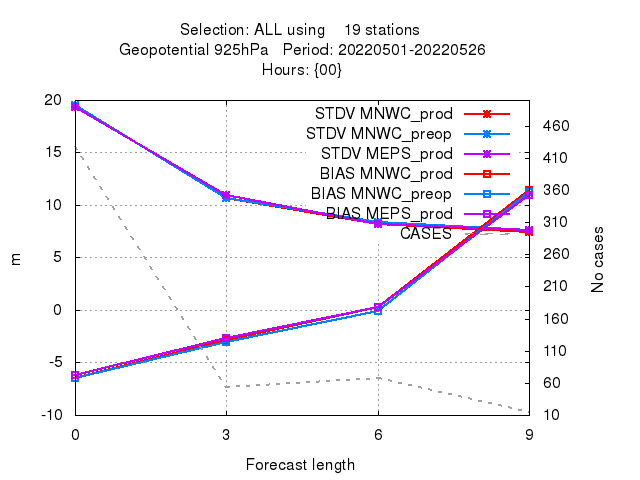 Selection: ALL using 19 stations
Geopotential 925hPa Period: 20220501-20220526
Hours: {00}
20
15
10
5
0
-5
-10
m
STDV MNWC_prod
STDV MNWC_preop
STDV MEPS_prod
BIAS MNWC_prod
BIAS MNWC_preop
BIAS MEPS_prod
CASES
460
410
360
310
260
210
160
110
60
10
No cases
0 3 6 9
Forecast length